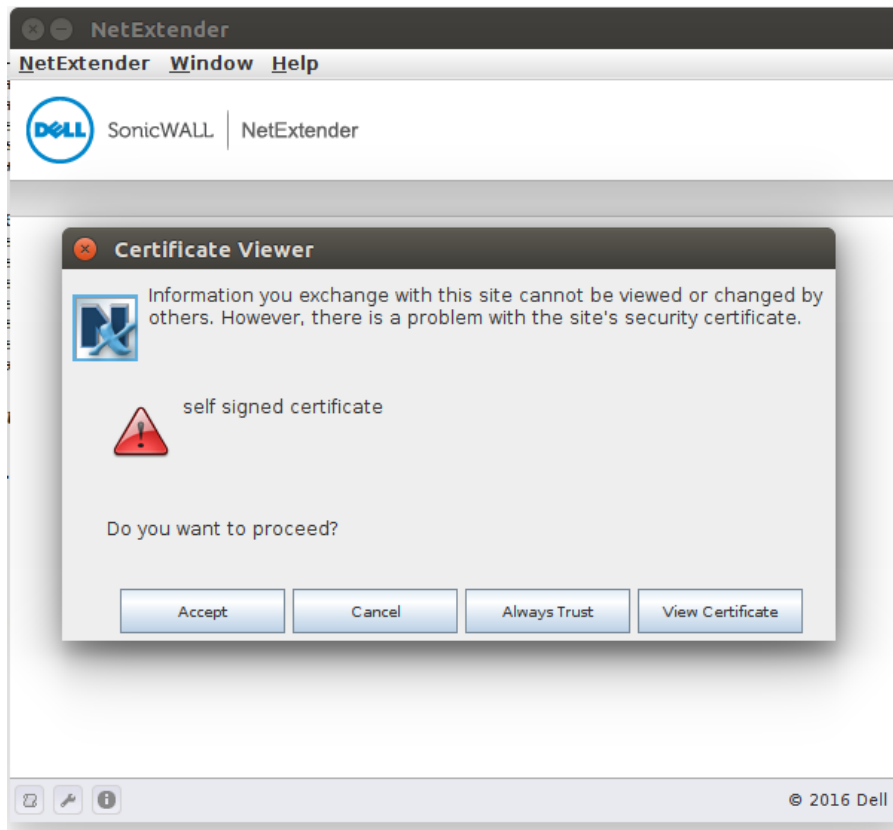 NetExtender
NetExtender Window Help
DELL SonicWALL NetExtender
Certificate Viewer
Information you exchange with this site cannot be viewed or changed by
others. However, there is a problem with the site's security certificate.
self signed certificate
Do you want to proceed?
Accept Cancel Always Trust View Certificate
© 2016 Dell